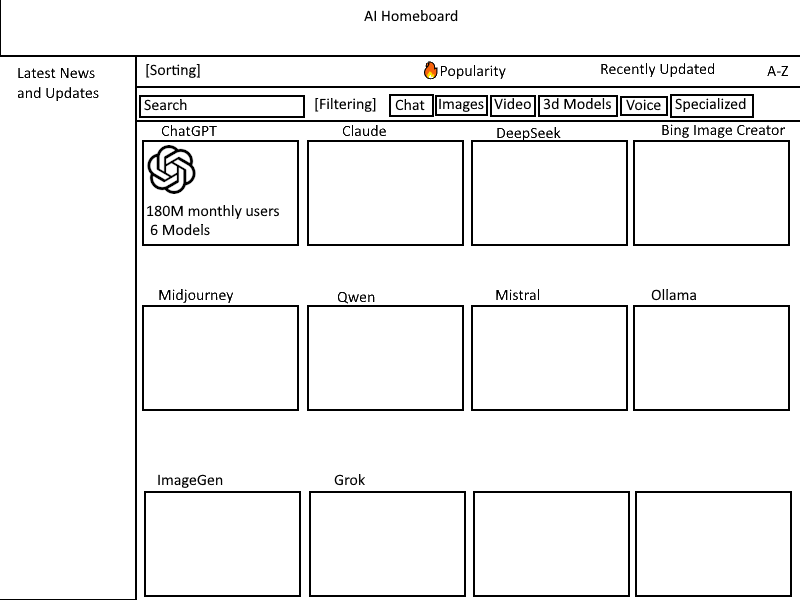 AI Homeboard
Latest News
and Updates
[Sorting]
🔥Popularity
Recently Updated
A-Z
Search
[Filtering]
Chat
Images
Video
3d Models
Voice
Specialized
ChatGPT
Claude
DeepSeek
Bing Image Creator
180M monthly users
6 Models
Midjourney
Qwen
Mistral
Ollama
ImageGen
Grok